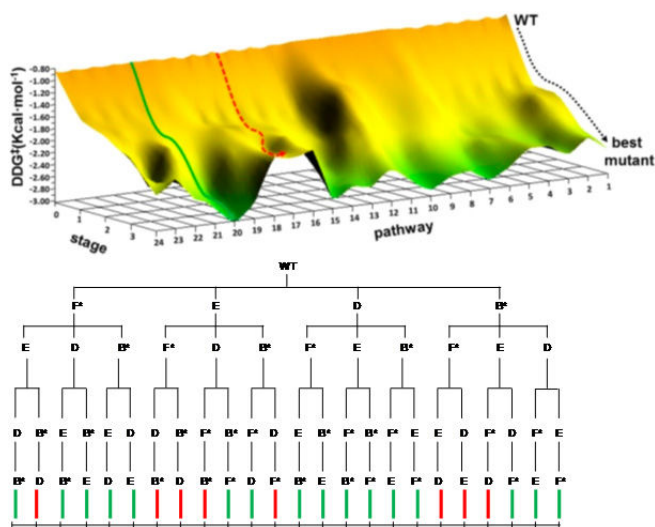 WT
-0.80
-1.00
-1.20
-1.40
-1.60
-1.80
-2.00
-2.20
-2.40
-2.60
-2.80
-3.00
DDG‡(Kcal·mol⁻¹)
best
mutant
0 1 2 3
stage
24 23 22 21 20 19 18 17 16 15 14 13 12 11 10 9 8 7 6 5 4 3 2 1
pathway
WT
F* E D B*
E D B* F* D B* F* E B* F* E D
D B* E B* E D D B* F* B* F* D E B* F* B* F* E E D F* D F* E
B* D B* E D E B* D B* F* D F* B* E B* F* E F* D E D F* E F*